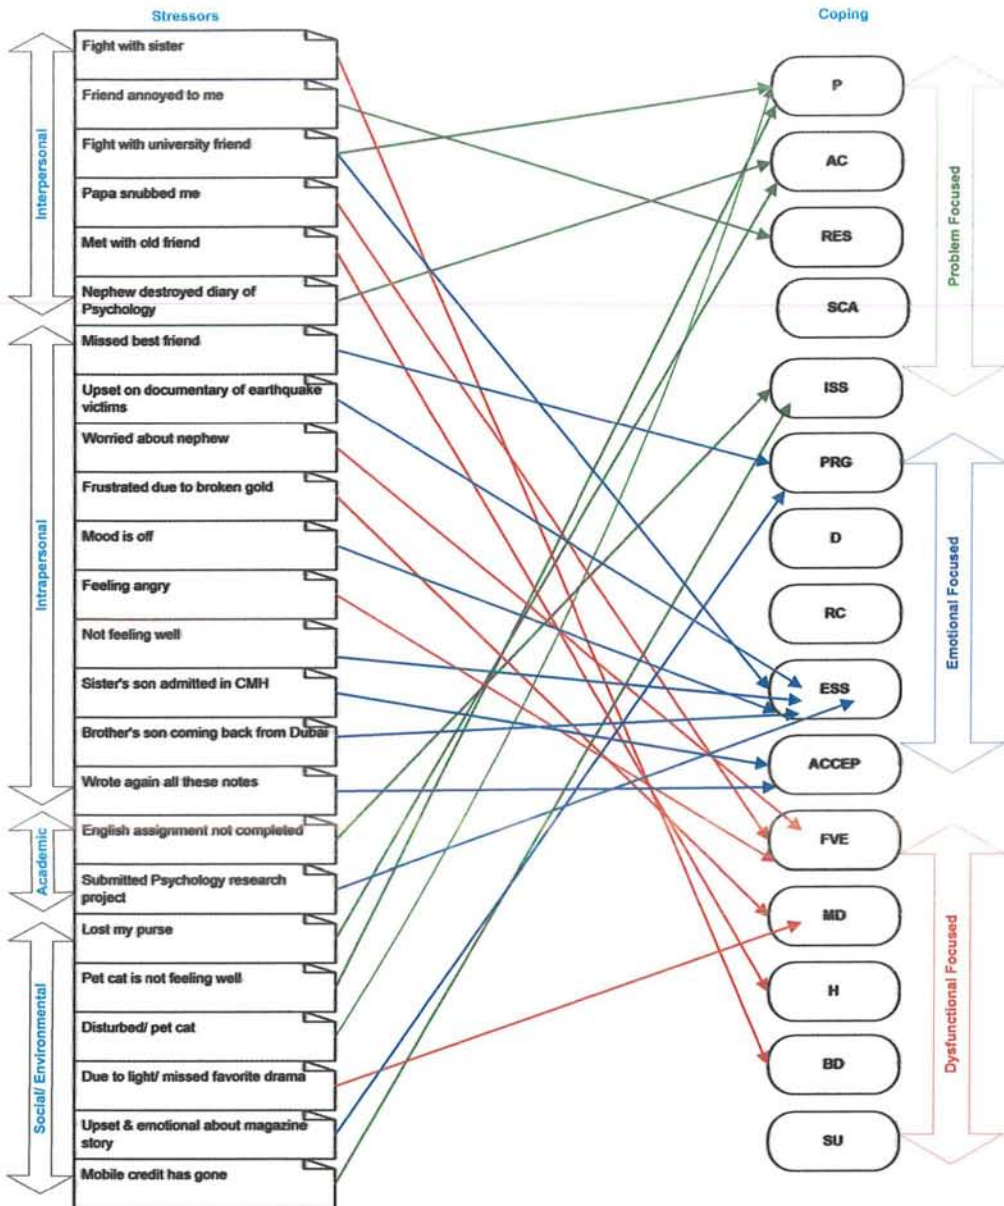 Stressors
Coping
Interpersonal
Fight with sister
Friend annoyed to me
Fight with university friend
Papa snubbed me
Met with old friend
Nephew destroyed diary of
Psychology
Intrapersonal
Missed best friend
Upset on documentary of earthquake
victims
Worried about nephew
Frustrated due to broken gold
Mood is off
Feeling angry
Not feeling well
Sister's son admitted in CMH
Brother's son coming back from Dubai
Wrote again all these notes
Academic
English assignment not completed
Submitted Psychology research
project
Social/ Environmental
Lost my purse
Pet cat is not feeling well
Disturbed/ pet cat
Due to light/ missed favorite drama
Upset & emotional about magazine
story
Mobile credit has gone
P
AC
RES
SCA
ISS
Problem Focused
PRG
D
RC
ESS
ACCEP
Emotional Focused
FVE
MD
H
BD
SU
Dysfunctional Focused